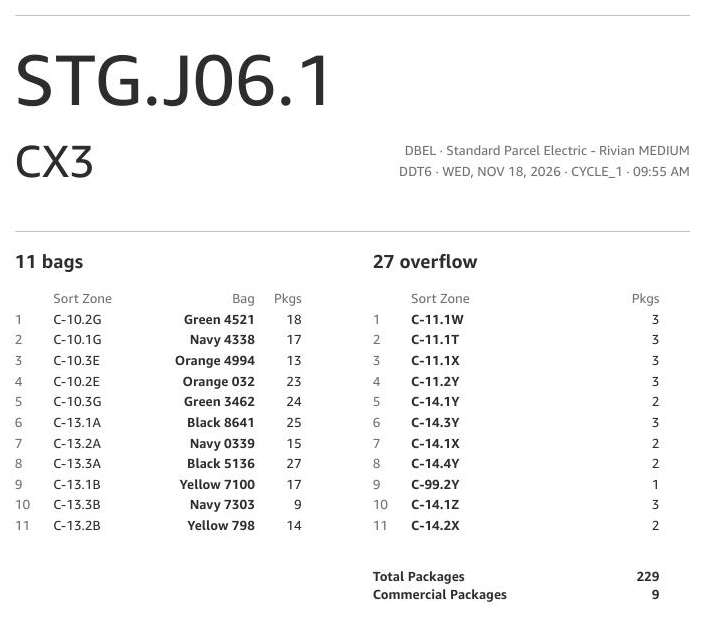 STG.J06.1
CX3
DBEL · Standard Parcel Electric - Rivian MEDIUM
DDT6 · WED, NOV 18, 2026 · CYCLE_1 · 09:55 AM
11 bags
Sort Zone Bag Pkgs
1 C-10.2G Green 4521 18
2 C-10.1G Navy 4338 17
3 C-10.3E Orange 4994 13
4 C-10.2E Orange 032 23
5 C-10.3G Green 3462 24
6 C-13.1A Black 8641 25
7 C-13.2A Navy 0339 15
8 C-13.3A Black 5136 27
9 C-13.1B Yellow 7100 17
10 C-13.3B Navy 7303 9
11 C-13.2B Yellow 798 14
27 overflow
Sort Zone Pkgs
1 C-11.1W 3
2 C-11.1T 3
3 C-11.1X 3
4 C-11.2Y 3
5 C-14.1Y 2
6 C-14.3Y 3
7 C-14.1X 2
8 C-14.4Y 2
9 C-99.2Y 1
10 C-14.1Z 3
11 C-14.2X 2
Total Packages 229
Commercial Packages 9